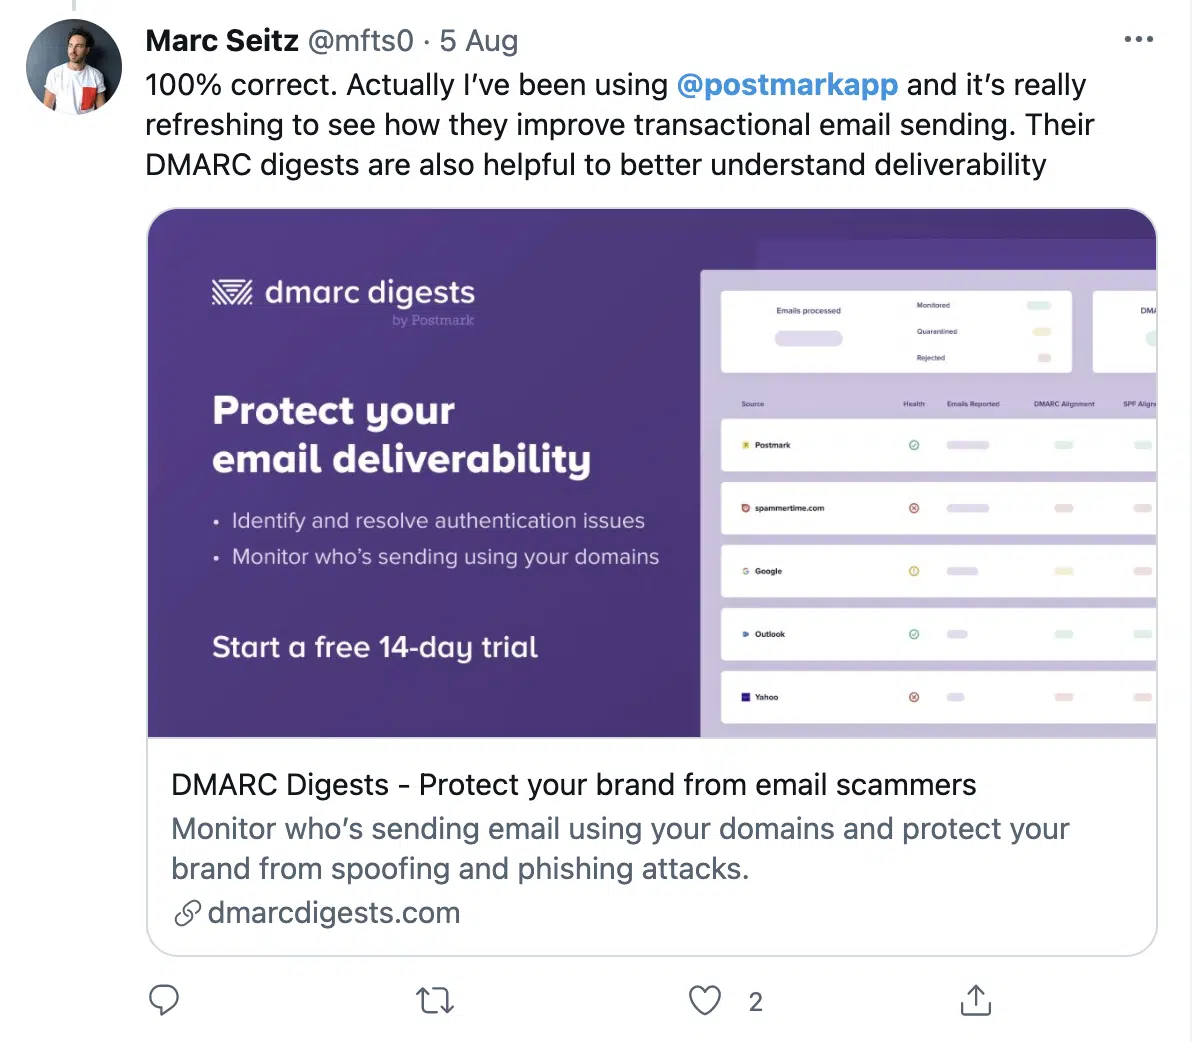 Marc Seitz @mfts0 · 5 Aug
100% correct. Actually I’ve been using @postmarkapp and it’s really
refreshing to see how they improve transactional email sending. Their
DMARC digests are also helpful to better understand deliverability
dmarc digests
by Postmark
Protect your
email deliverability
• Identify and resolve authentication issues
• Monitor who’s sending using your domains
Start a free 14-day trial
Emails processed
Monitored
Quarantined
Rejected
DMA
Source Health Emails Reported DMARC Alignment SPF Align
Postmark
spammertime.com
Google
Outlook
Yahoo
DMARC Digests - Protect your brand from email scammers
Monitor who’s sending email using your domains and protect your
brand from spoofing and phishing attacks.
dmarcdigests.com
2